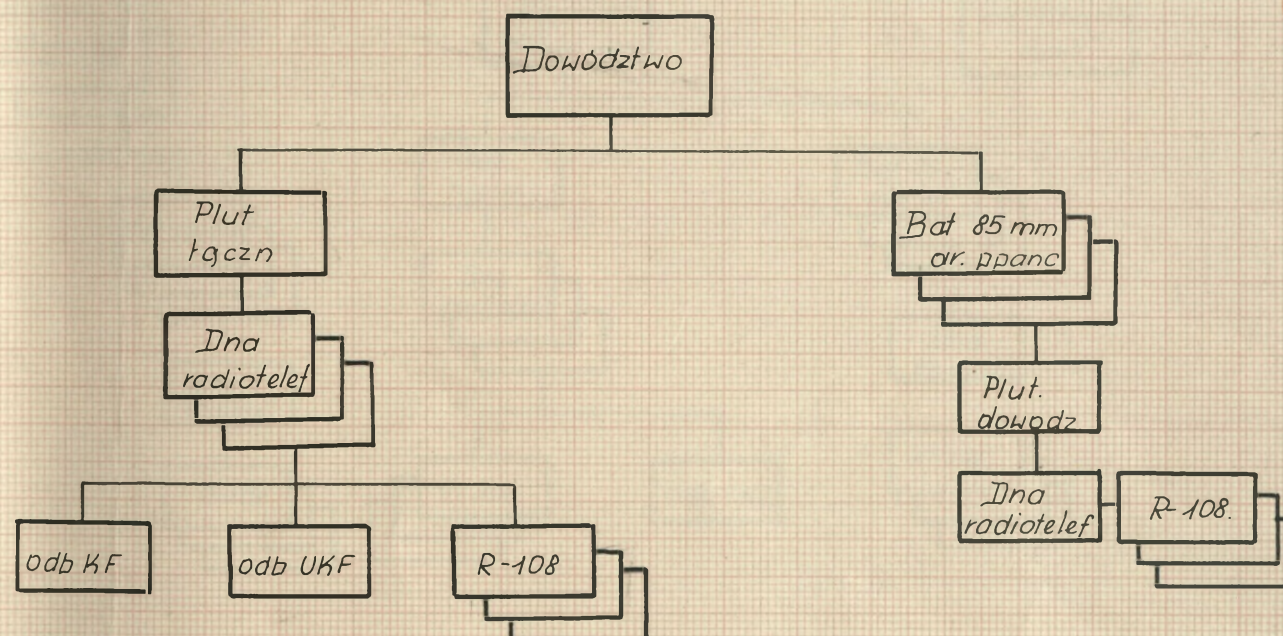 Dowództwo
Plut
łączn
Bat 85 mm
ar. ppanc
Dna
radiotelef
Plut.
dowodz
Dna
radiotelef
R-108.
odb KF
odb UKF
R-108